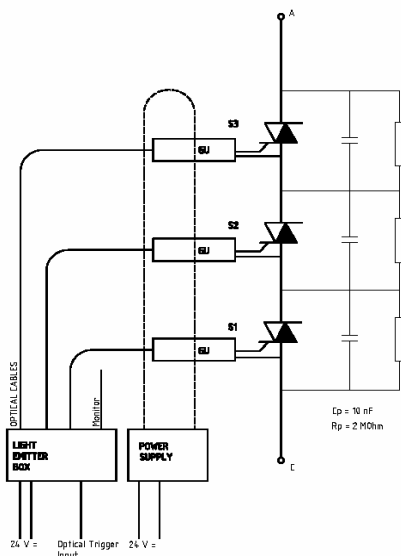 A
S3
GU
S2
GU
S1
GU
OPTICAL CABLES
Monitor
Cp = 10 nF
Rp = 2 MOhm
LIGHT
EMITTER
BOX
POWER
SUPPLY
C
24 V =
Optical Trigger
Input
24 V =